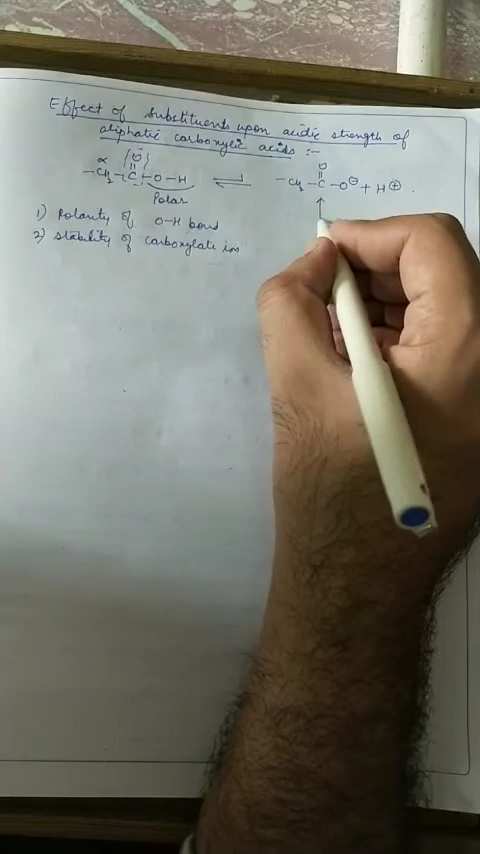 Effect of Substituents upon acidic strength of
aliphatic carboxylic acids :-
α O O
-CH₂-C-O-H ⇌ -CH₂-C-O⊖ + H⊕.
Polar
1) Polarity of O-H bond
2) Stability of carboxylate ion